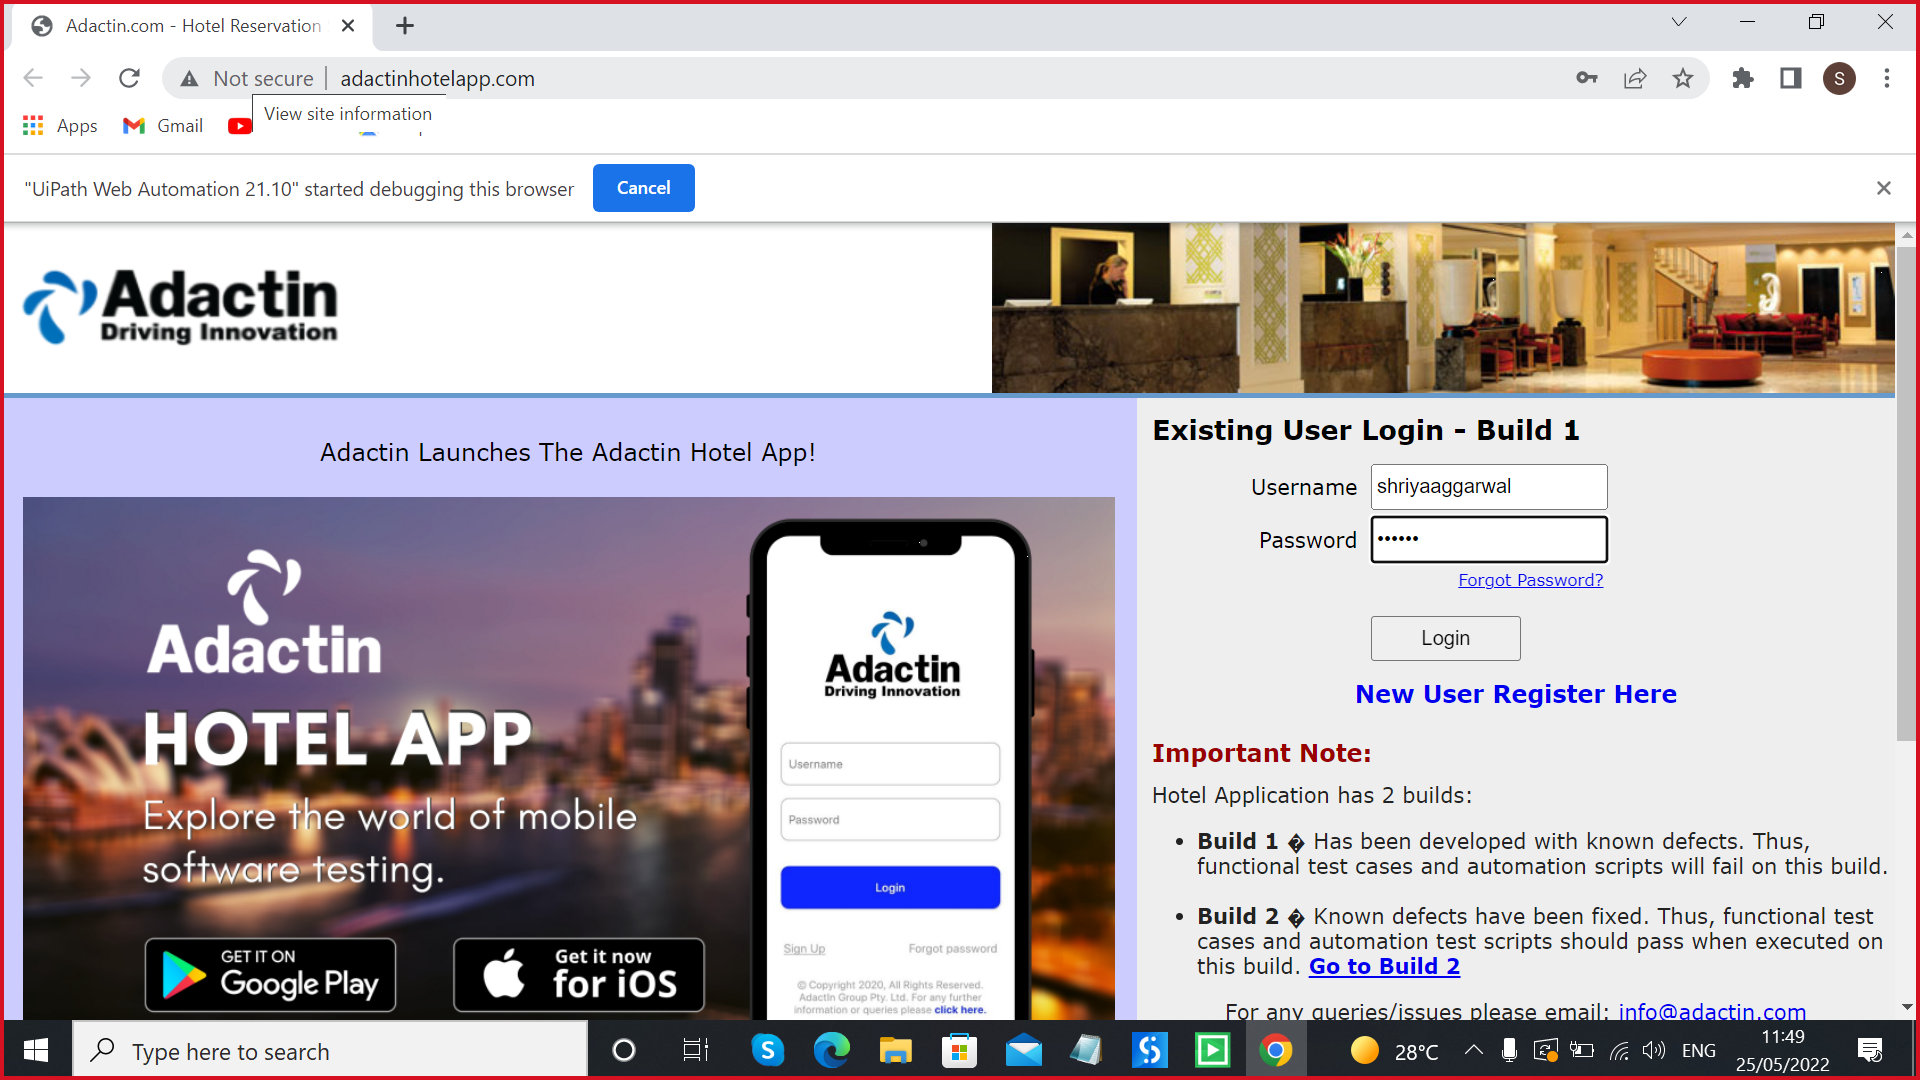 Adactin.com - Hotel Reservation
Not secure | adactinhotelapp.com
S
View site information
Apps
Gmail
"UiPath Web Automation 21.10" started debugging this browser
Cancel
Adactin
Driving Innovation
Adactin Launches The Adactin Hotel App!
Adactin
HOTEL APP
Explore the world of mobile
software testing.
GET IT ON
Google Play
Get it now
for iOS
Adactin
Driving Innovation
Username
Password
Login
Sign Up
Forgot password
© Copyright 2020, All Rights Reserved.
AdactIn Group Pty. Ltd. For any further
information or queries please click here.
Existing User Login - Build 1
Username
shriyaaggarwal
Password
••••••
Forgot Password?
Login
New User Register Here
Important Note:
Hotel Application has 2 builds:
• Build 1 � Has been developed with known defects. Thus,
functional test cases and automation scripts will fail on this build.
• Build 2 � Known defects have been fixed. Thus, functional test
cases and automation test scripts should pass when executed on
this build. Go to Build 2
For any queries/issues please email: info@adactin.com
Type here to search
28°C
ENG
11:49
25/05/2022